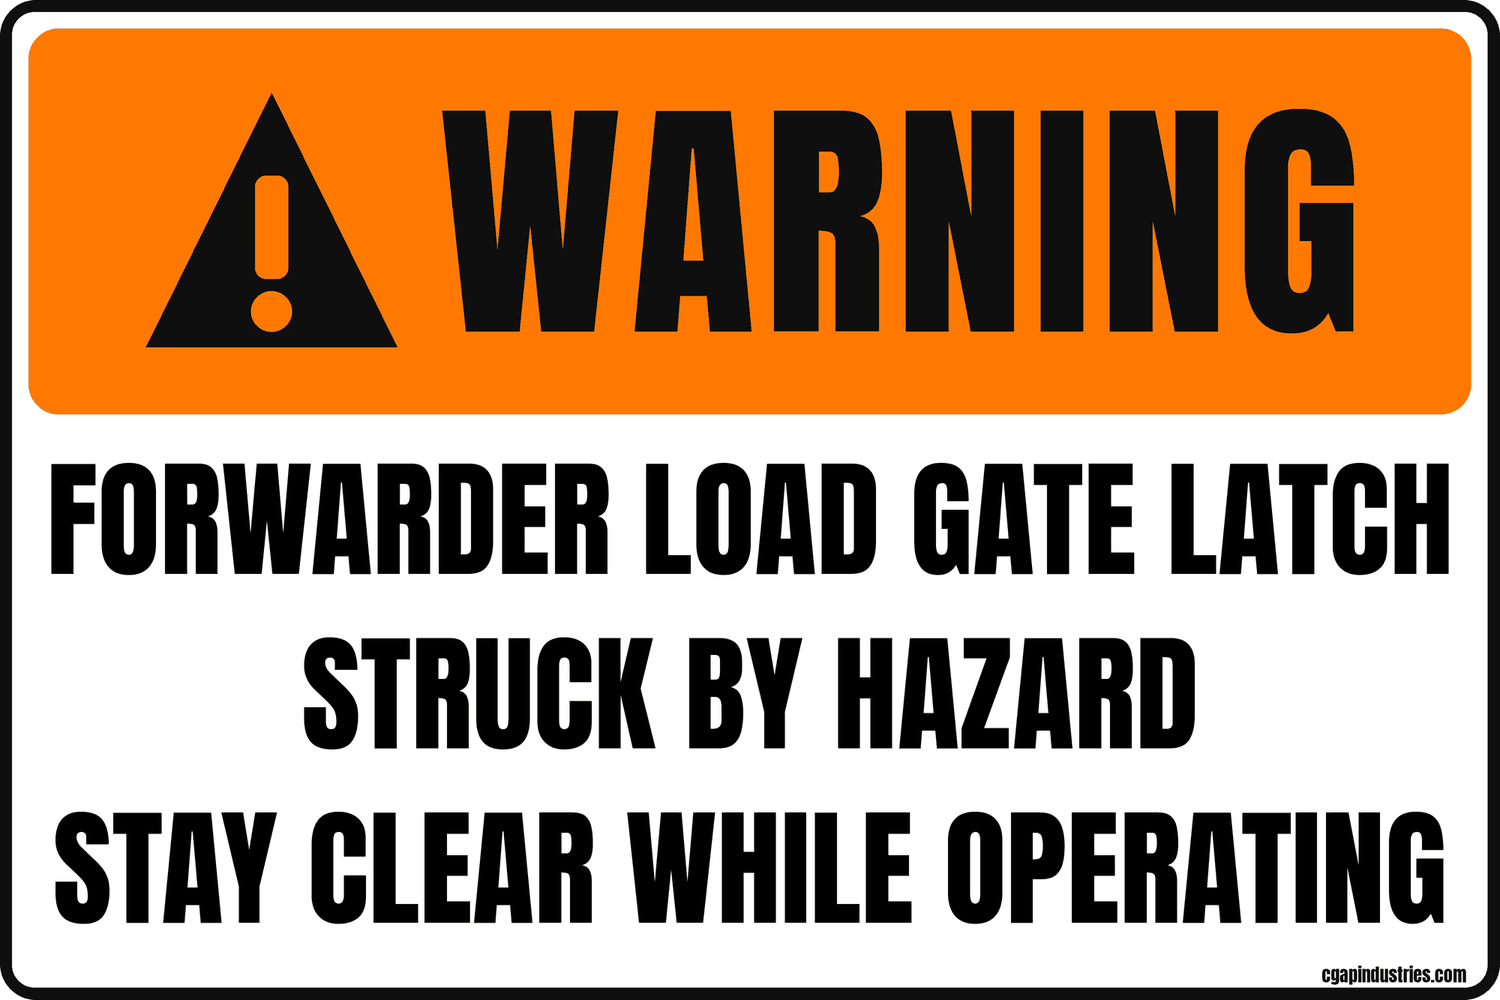 WARNING
FORWARDER LOAD GATE LATCH
STRUCK BY HAZARD
STAY CLEAR WHILE OPERATING
cgapindustries.com